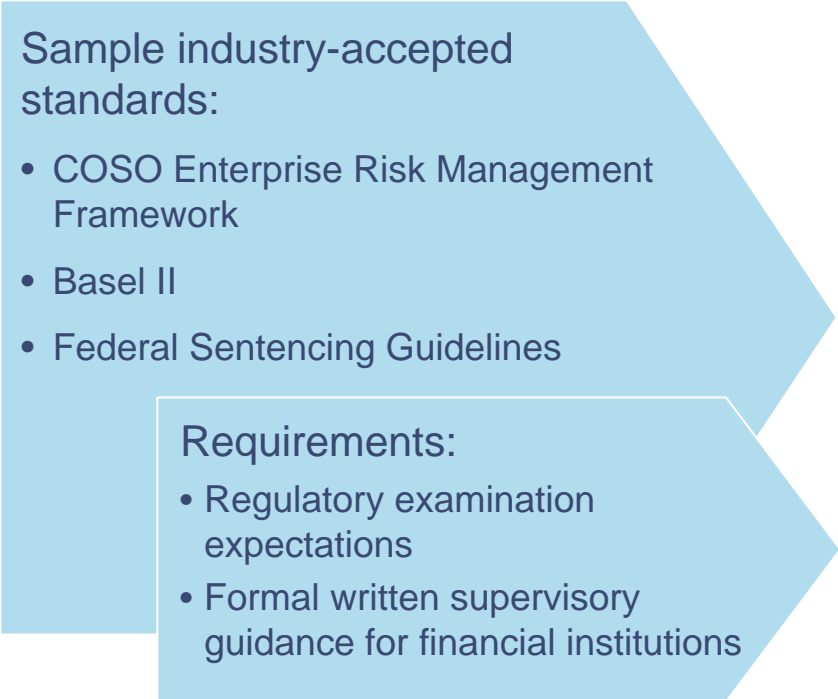 Sample industry-accepted
standards:
• COSO Enterprise Risk Management
Framework
• Basel II
• Federal Sentencing Guidelines
Requirements:
• Regulatory examination
expectations
• Formal written supervisory
guidance for financial institutions